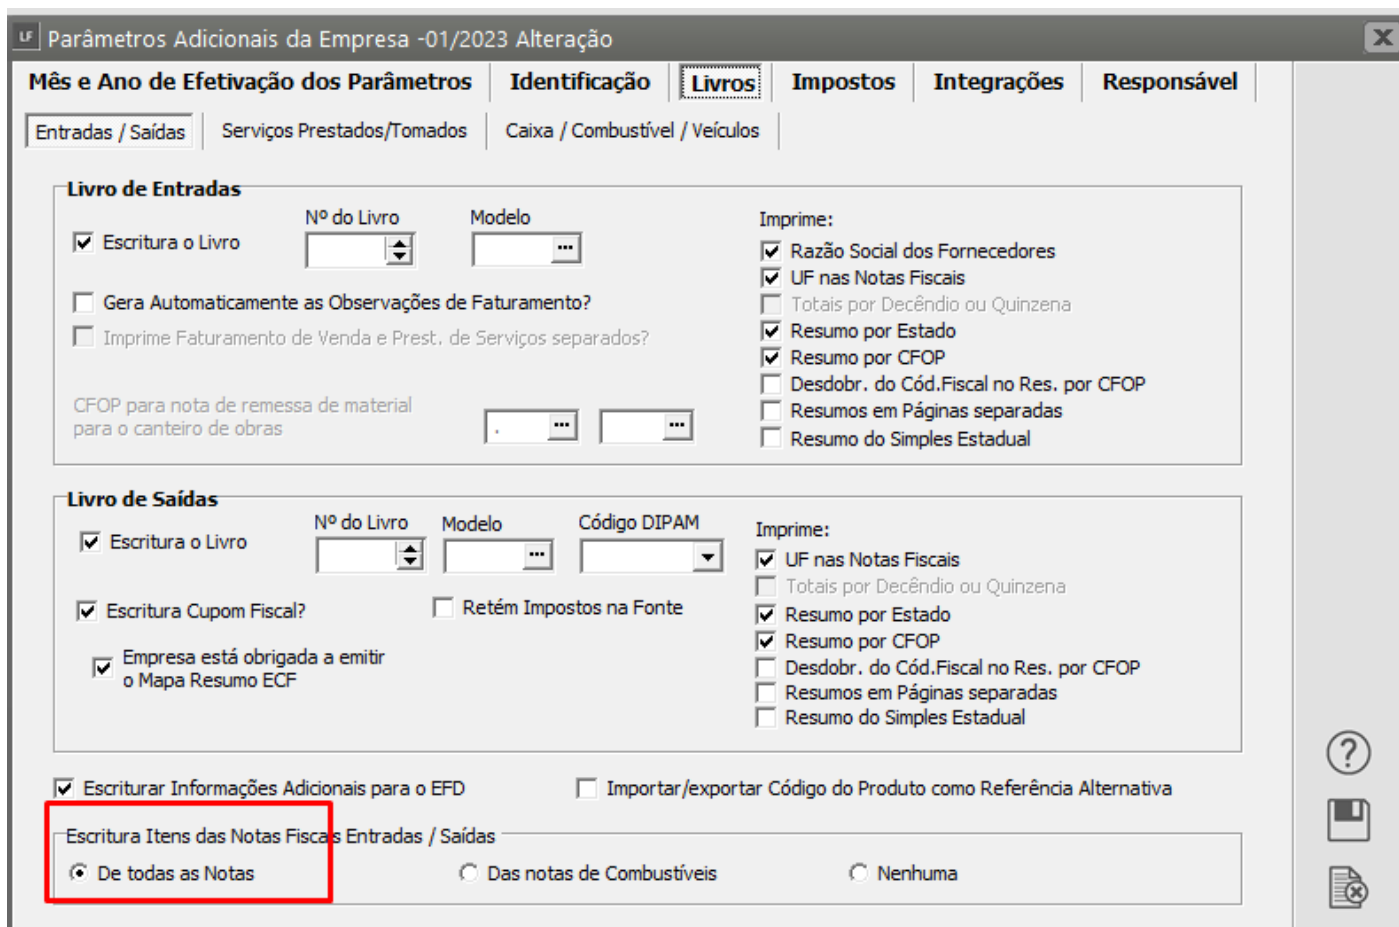 LF Parâmetros Adicionais da Empresa -01/2023 Alteração
Mês e Ano de Efetivação dos Parâmetros Identificação Livros Impostos Integrações Responsável
Entradas / Saídas Serviços Prestados/Tomados Caixa / Combustível / Veículos
Livro de Entradas
Nº do Livro Modelo
Escritura o Livro
Gera Automaticamente as Observações de Faturamento?
Imprime Faturamento de Venda e Prest. de Serviços separados?
CFOP para nota de remessa de material
para o canteiro de obras
.
Imprime:
Razão Social dos Fornecedores
UF nas Notas Fiscais
Totais por Decêndio ou Quinzena
Resumo por Estado
Resumo por CFOP
Desdobr. do Cód.Fiscal no Res. por CFOP
Resumos em Páginas separadas
Resumo do Simples Estadual
Livro de Saídas
Nº do Livro Modelo Código DIPAM
Escritura o Livro
Escritura Cupom Fiscal? Retém Impostos na Fonte
Empresa está obrigada a emitir
o Mapa Resumo ECF
Imprime:
UF nas Notas Fiscais
Totais por Decêndio ou Quinzena
Resumo por Estado
Resumo por CFOP
Desdobr. do Cód.Fiscal no Res. por CFOP
Resumos em Páginas separadas
Resumo do Simples Estadual
Escriturar Informações Adicionais para o EFD Importar/exportar Código do Produto como Referência Alternativa
Escritura Itens das Notas Fiscais Entradas / Saídas
De todas as Notas Das notas de Combustíveis Nenhuma